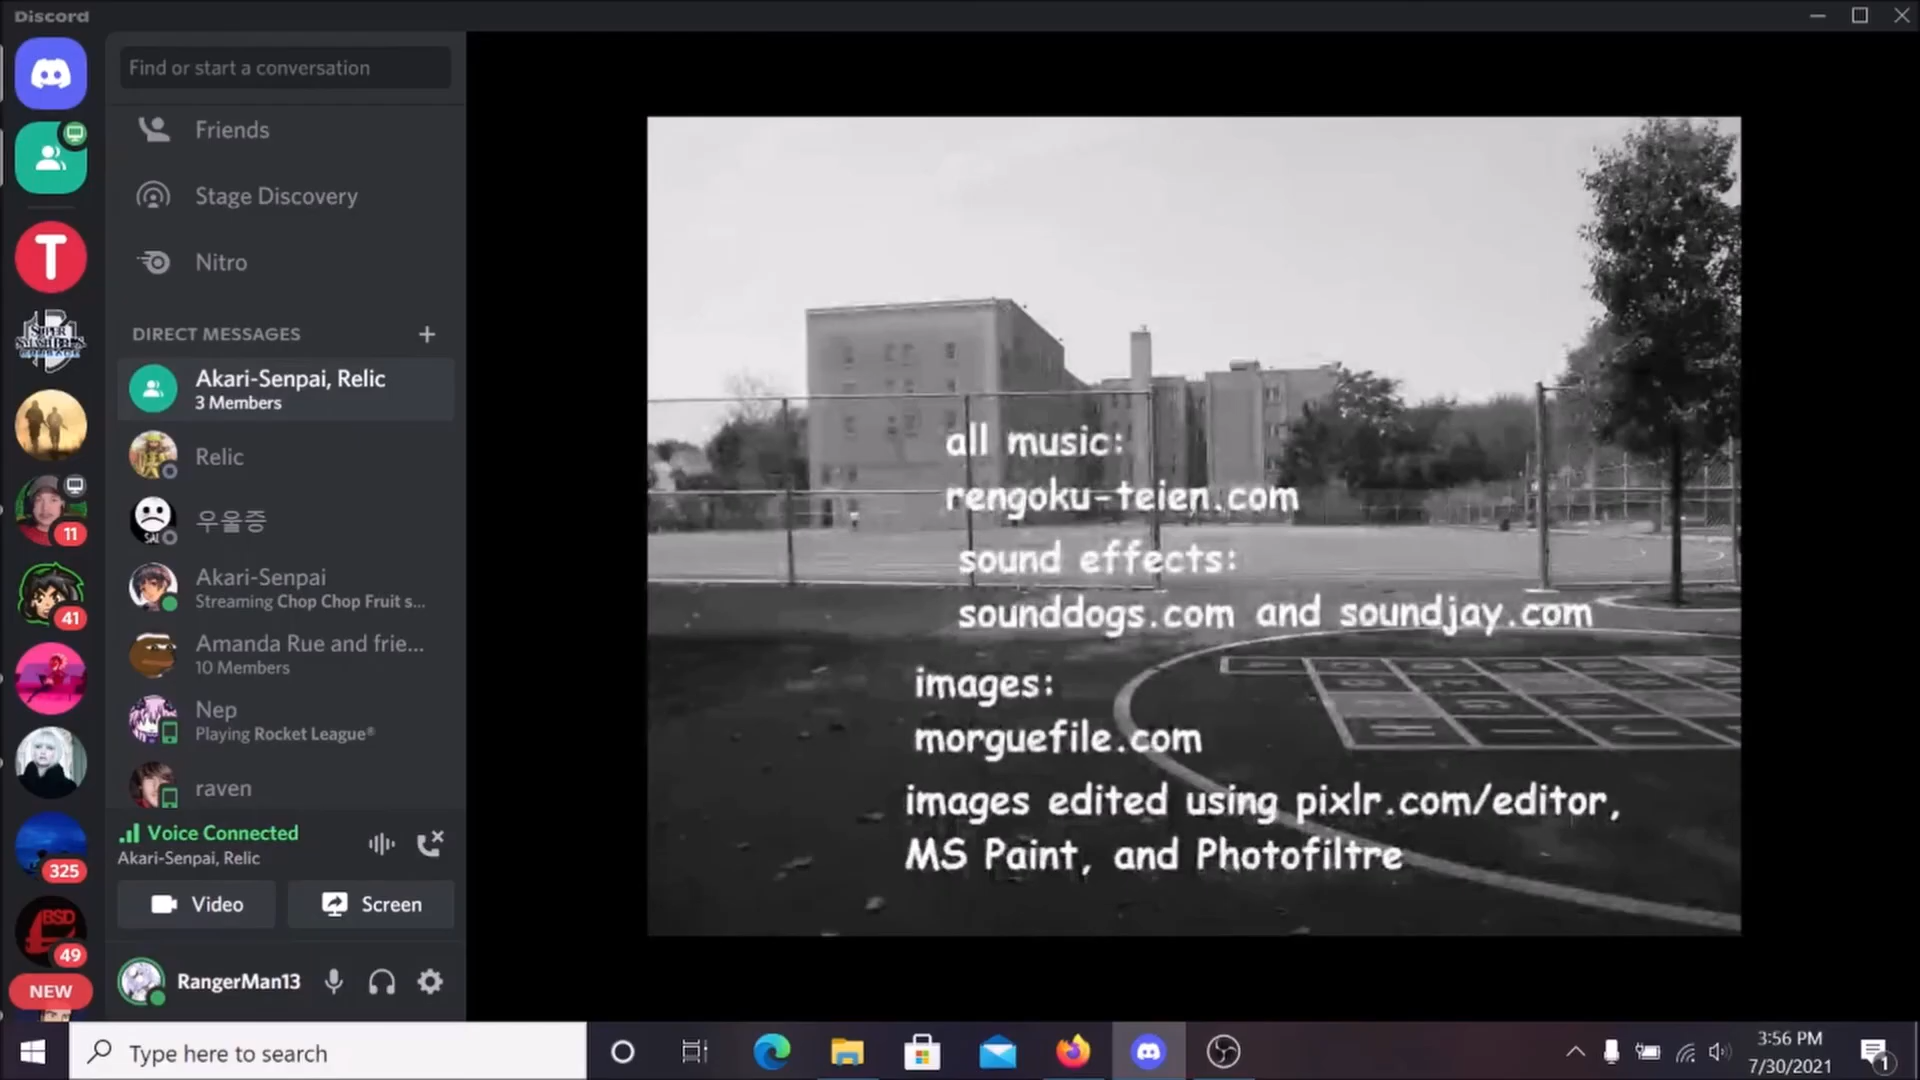 Discord
Find or start a conversation
Friends
Stage Discovery
Nitro
DIRECT MESSAGES
Akari-Senpai, Relic
3 Members
Relic
우울증
Akari-Senpai
Streaming Chop Chop Fruit s...
Amanda Rue and frie...
10 Members
Nep
Playing Rocket League®
raven
Voice Connected
Akari-Senpai, Relic
Video
Screen
RangerMan13
T
SUPER
11
41
325
BSD
49
NEW
SAD
all music:
rengoku-teien.com
sound effects:
sounddogs.com and soundjay.com
images:
morguefile.com
images edited using pixlr.com/editor,
MS Paint, and Photofiltre
Type here to search
3:56 PM
7/30/2021
1